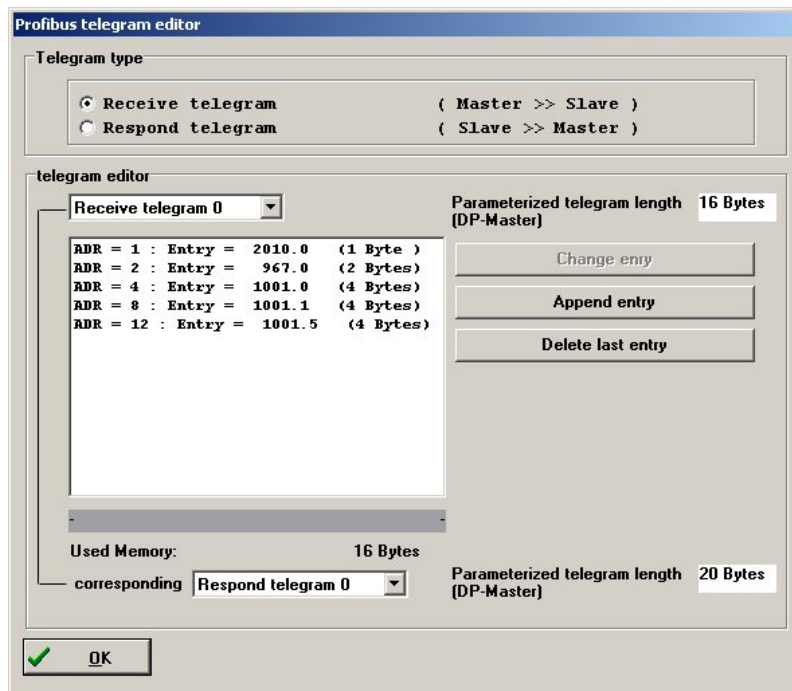 Profibus telegram editor
Telegram type
Receive telegram ( Master >> Slave )
Respond telegram ( Slave >> Master )
telegram editor
Receive telegram 0
Parameterized telegram length 16 Bytes
(DP-Master)
ADR = 1 : Entry = 2010.0 (1 Byte )
ADR = 2 : Entry = 967.0 (2 Bytes)
ADR = 4 : Entry = 1001.0 (4 Bytes)
ADR = 8 : Entry = 1001.1 (4 Bytes)
ADR = 12 : Entry = 1001.5 (4 Bytes)
Change enry
Append entry
Delete last entry
- -
Used Memory: 16 Bytes
corresponding Respond telegram 0
Parameterized telegram length 20 Bytes
(DP-Master)
OK